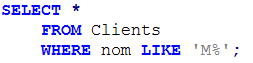 SELECT *
FROM Clients
WHERE nom LIKE 'M%';